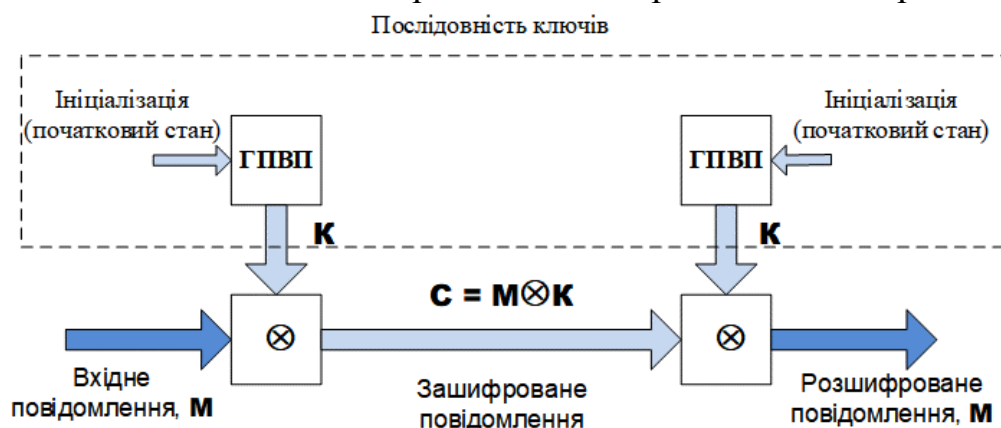 Послідовність ключів
Ініціалізація
(початковий стан)
ГПВП
К
Ініціалізація
(початковий стан)
ГПВП
К
С = М⊗К
⊗
⊗
Вхідне
повідомлення, М
Зашифроване
повідомлення
Розшифроване
повідомлення, М